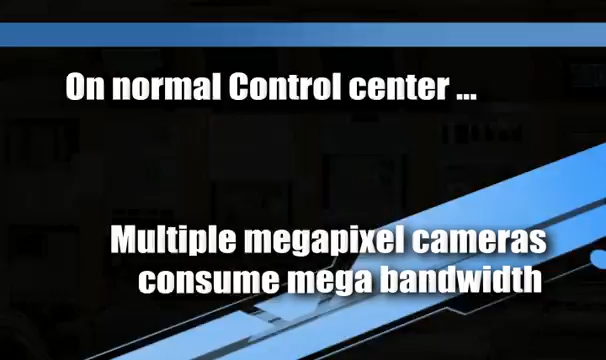 On normal Control center ...
Multiple megapixel cameras
consume mega bandwidth